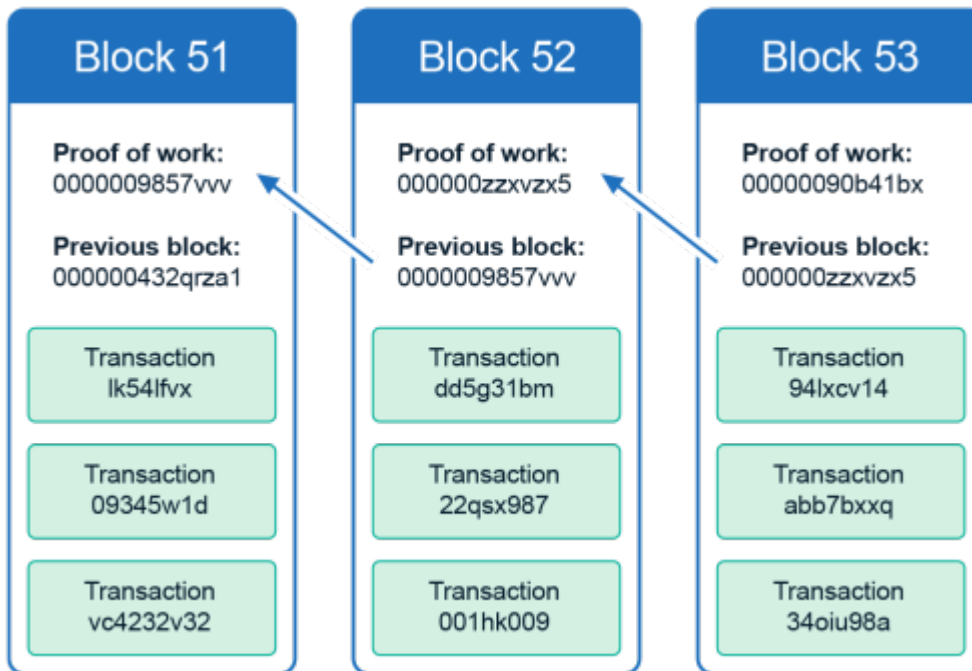 Block 51
Proof of work:
0000009857vvv
Previous block:
000000432qrza1
Transaction
lk54lfvx
Transaction
09345w1d
Transaction
vc4232v32
Block 52
Proof of work:
000000zzxvzx5
Previous block:
0000009857vvv
Transaction
dd5g31bm
Transaction
22qsx987
Transaction
001hk009
Block 53
Proof of work:
00000090b41bx
Previous block:
000000zzxvzx5
Transaction
94lxcv14
Transaction
abb7bxxq
Transaction
34oiu98a